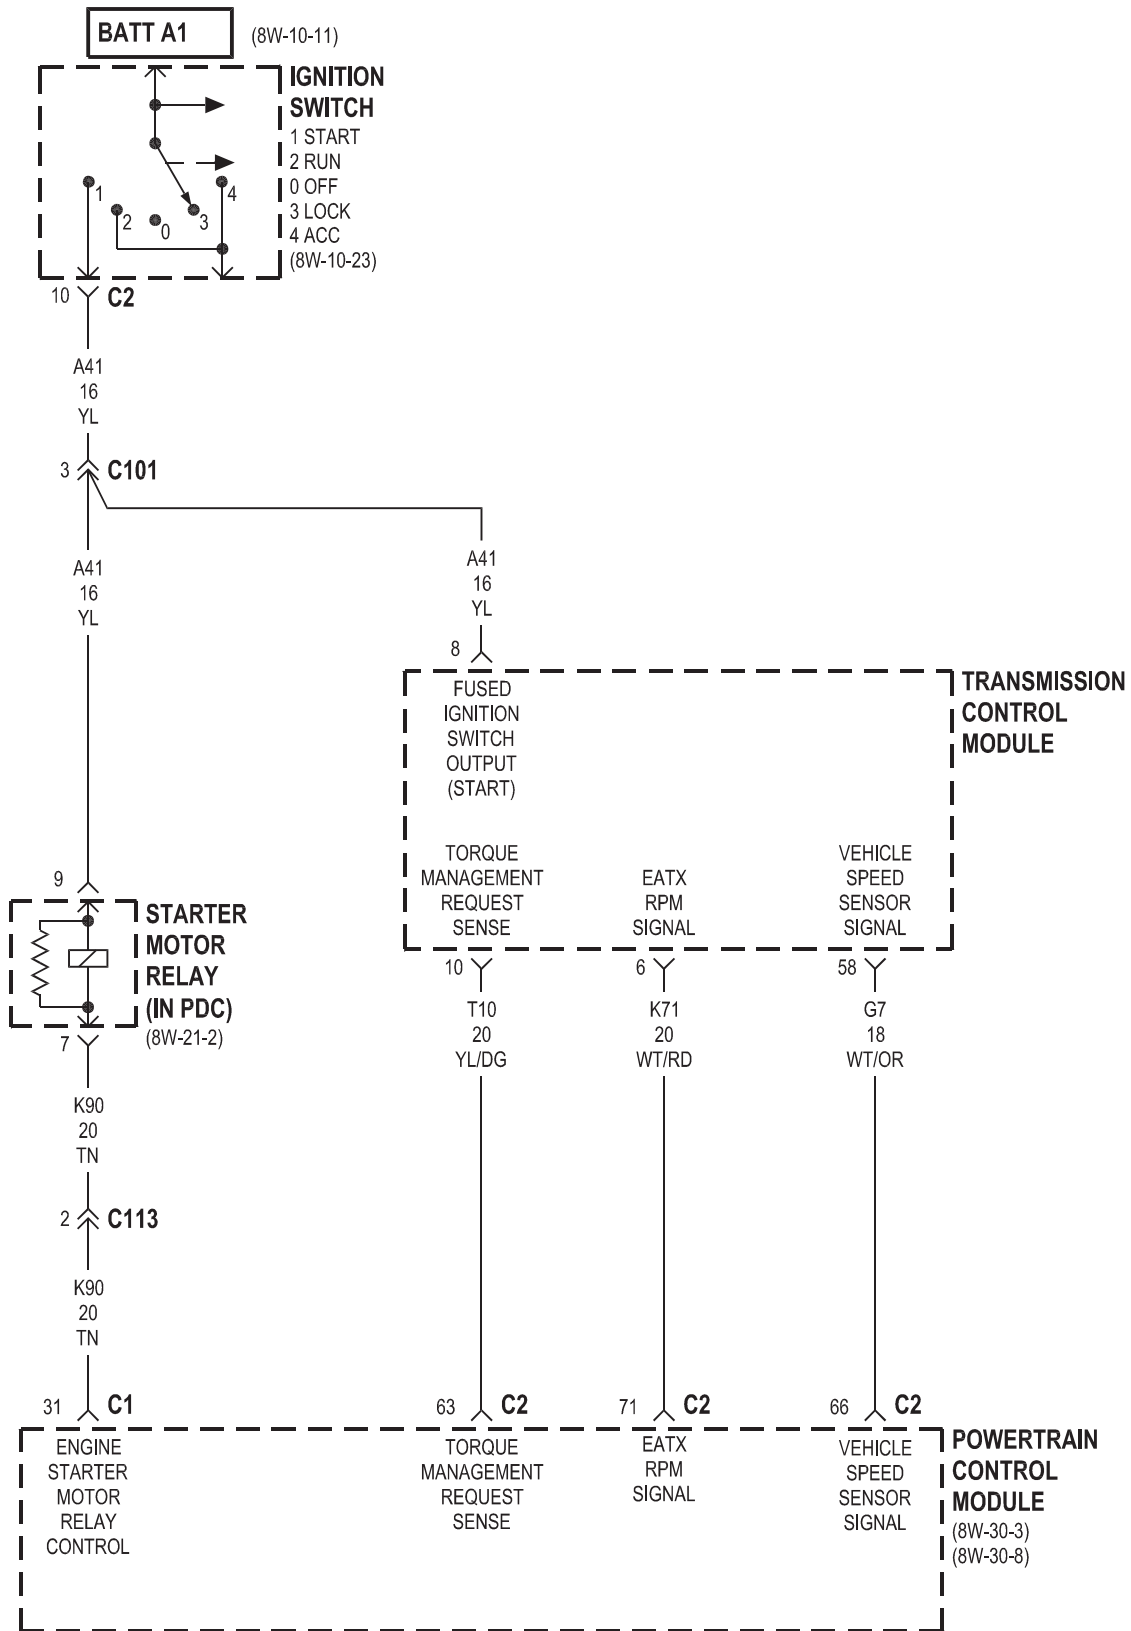 BATT A1 (8W-10-11)
IGNITION
SWITCH
1 START
2 RUN
0 OFF
3 LOCK
4 ACC
(8W-10-23)
1
2
0
3
4
10 C2
A41
16
YL
3 C101
A41
16
YL
A41
16
YL
8
FUSED
IGNITION
SWITCH
OUTPUT
(START)
TRANSMISSION
CONTROL
MODULE
TORQUE
MANAGEMENT
REQUEST
SENSE
EATX
RPM
SIGNAL
VEHICLE
SPEED
SENSOR
SIGNAL
9
STARTER
MOTOR
RELAY
(IN PDC)
(8W-21-2)
7
10
T10
20
YL/DG
6
K71
20
WT/RD
58
G7
18
WT/OR
K90
20
TN
2 C113
K90
20
TN
31 C1
63 C2
71 C2
66 C2
ENGINE
STARTER
MOTOR
RELAY
CONTROL
TORQUE
MANAGEMENT
REQUEST
SENSE
EATX
RPM
SIGNAL
VEHICLE
SPEED
SENSOR
SIGNAL
POWERTRAIN
CONTROL
MODULE
(8W-30-3)
(8W-30-8)